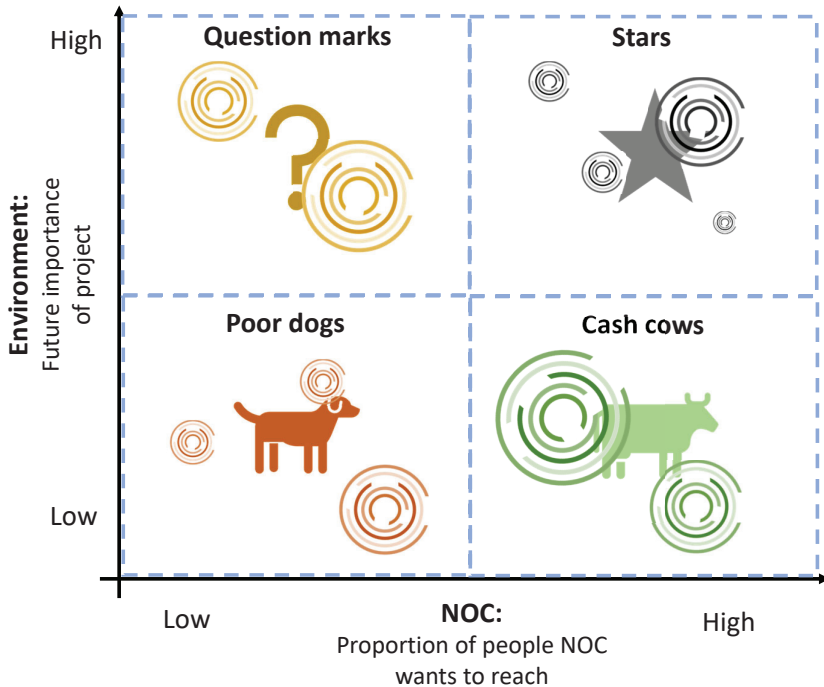 High
Question marks
Stars
Environment:
Future importance
of project
Poor dogs
Cash cows
Low
Low
NOC:
High
Proportion of people NOC
wants to reach